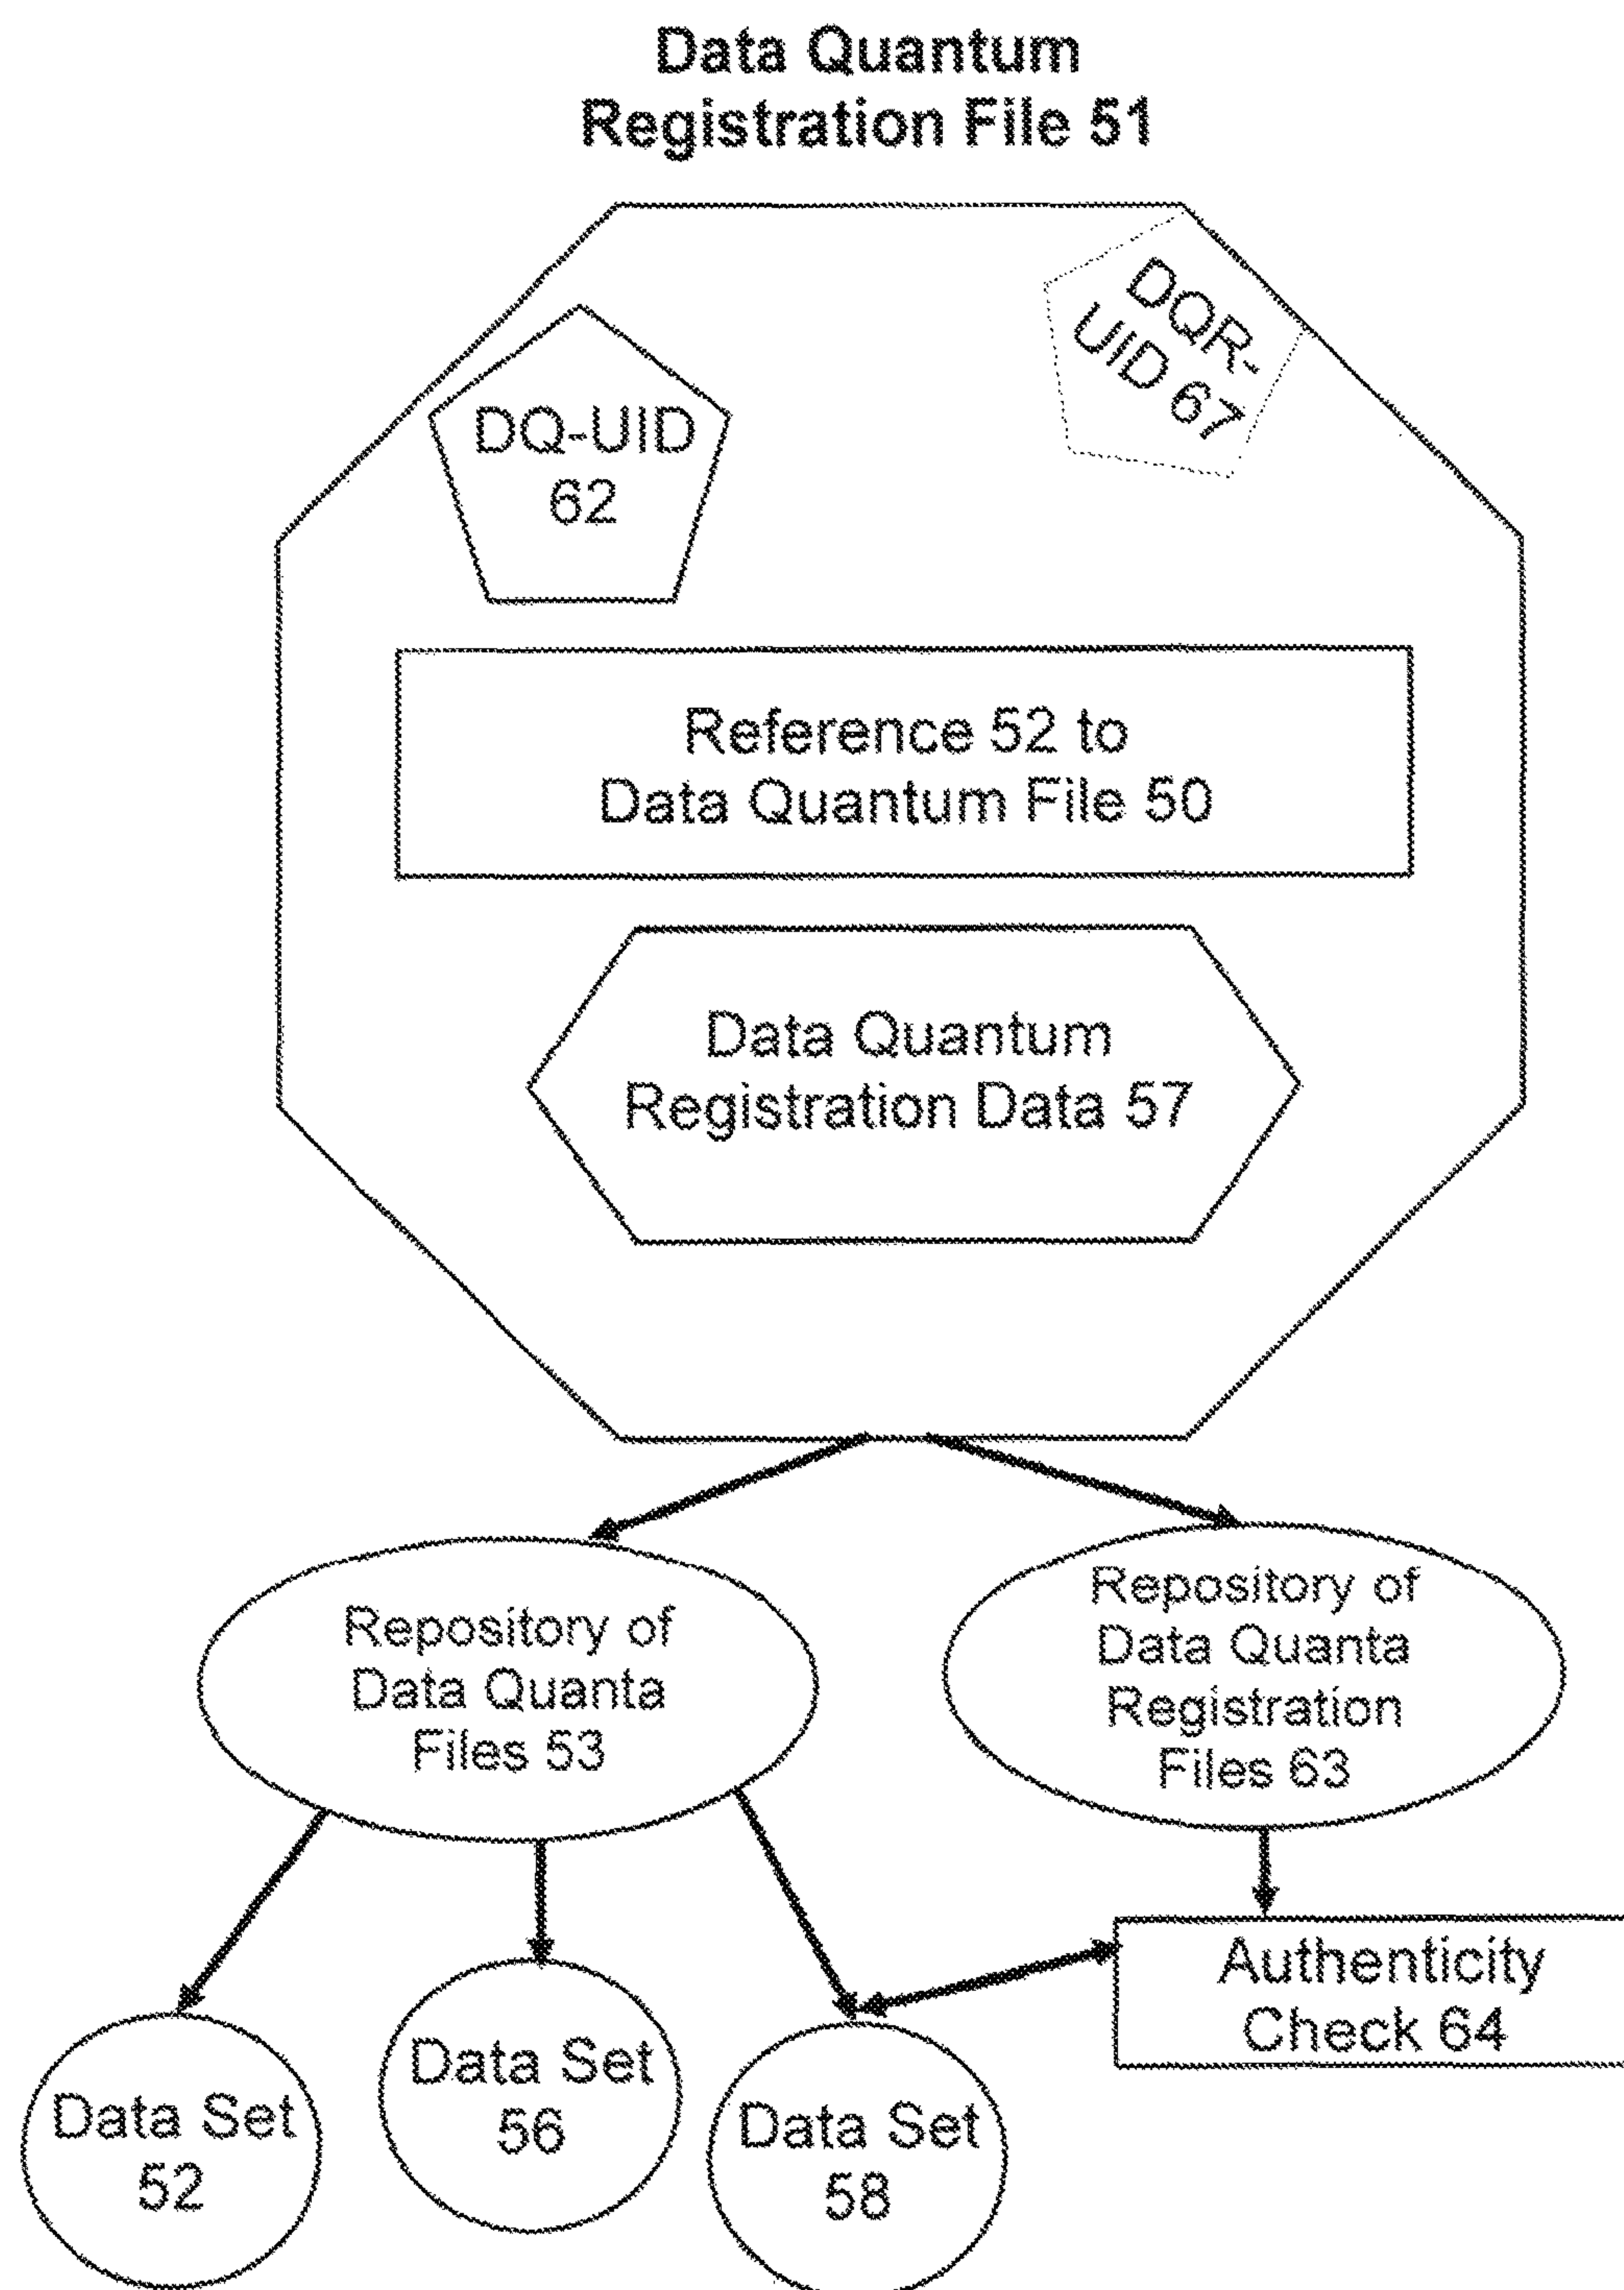 Data Quantum
Registration File 51
DQR-
UID 67
DQ-UID
62
Reference 52 to
Data Quantum File 50
Data Quantum
Registration Data 57
Repository of
Data Quanta
Files 53
Repository of
Data Quanta
Registration
Files 63
Authenticity
Check 64
Data Set
52
Data Set
56
Data Set
58